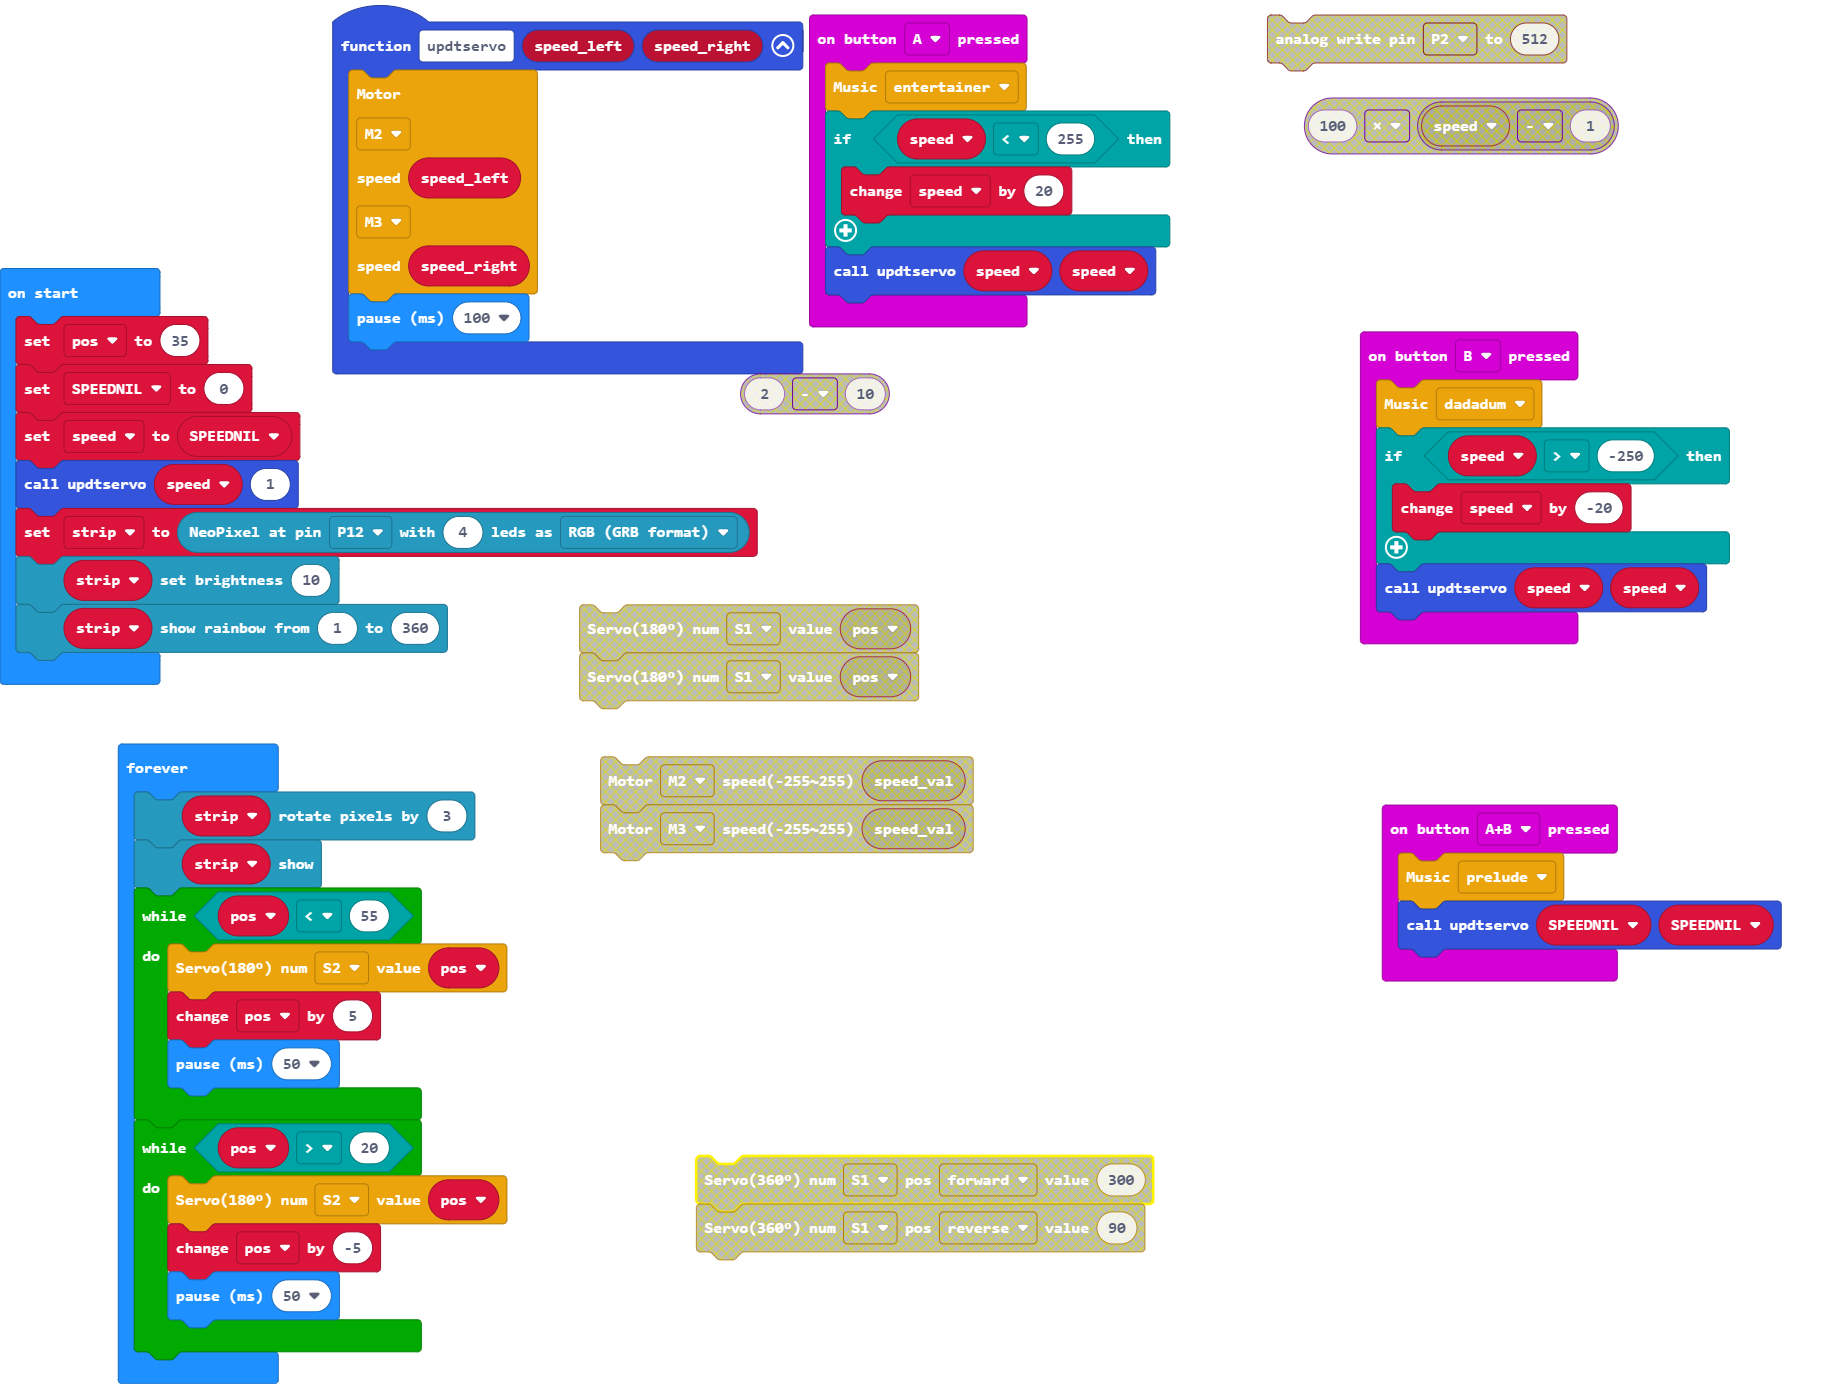 on start
set pos to 35
set SPEEDNIL to 0
set speed to SPEEDNIL
call updtservo speed 1
set strip to NeoPixel at pin P12 with 4 leds as RGB (GRB format)
strip set brightness 10
strip show rainbow from 1 to 360
function updtservo speed_left speed_right
Motor
M2
speed speed_left
M3
speed speed_right
pause (ms) 100
on button A pressed
Music entertainer
if speed < 255 then
change speed by 20
call updtservo speed speed
analog write pin P2 to 512
100 × speed - 1
2 - 10
on button B pressed
Music dadadum
if speed > -250 then
change speed by -20
call updtservo speed speed
Servo(180º) num S1 value pos
Servo(180º) num S1 value pos
forever
strip rotate pixels by 3
strip show
while pos < 55
do
Servo(180º) num S2 value pos
change pos by 5
pause (ms) 50
while pos > 20
do
Servo(180º) num S2 value pos
change pos by -5
pause (ms) 50
Motor M2 speed(-255~255) speed_val
Motor M3 speed(-255~255) speed_val
on button A+B pressed
Music prelude
call updtservo SPEEDNIL SPEEDNIL
Servo(360º) num S1 pos forward value 300
Servo(360º) num S1 pos reverse value 90